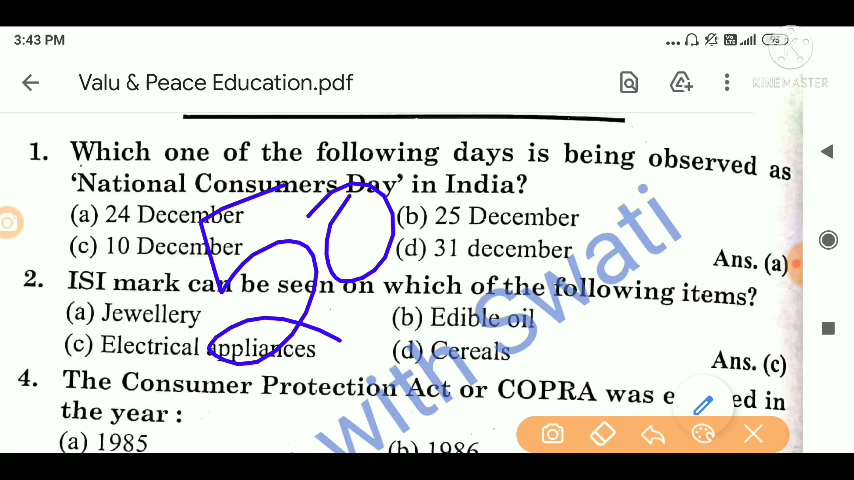 3:43 PM
95
KINEMASTER
Valu & Peace Education.pdf
1. Which one of the following days is being observed as
‘National Consumers Day’ in India?
(a) 24 December (b) 25 December
(c) 10 December (d) 31 december
Ans. (a)
2. ISI mark can be seen on which of the following items?
(a) Jewellery (b) Edible oil
(c) Electrical appliances (d) Cereals
Ans. (c)
4. The Consumer Protection Act or COPRA was ed in
the year :
(a) 1985 (b) 1986
with Swati
50